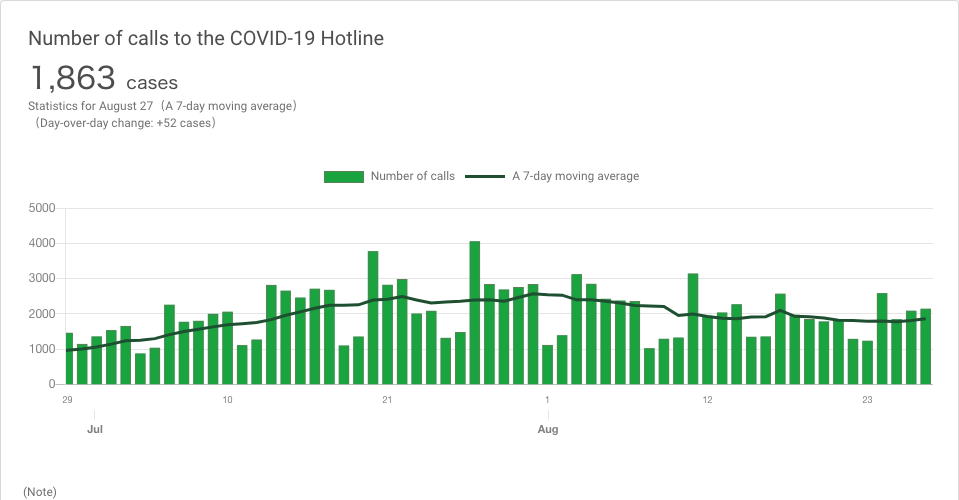 Number of calls to the COVID-19 Hotline
1,863 cases
Statistics for August 27（A 7-day moving average）
（Day-over-day change: +52 cases）
Number of calls A 7-day moving average
5000
4000
3000
2000
1000
0
29 10 21 1 12 23
Jul Aug
(Note)